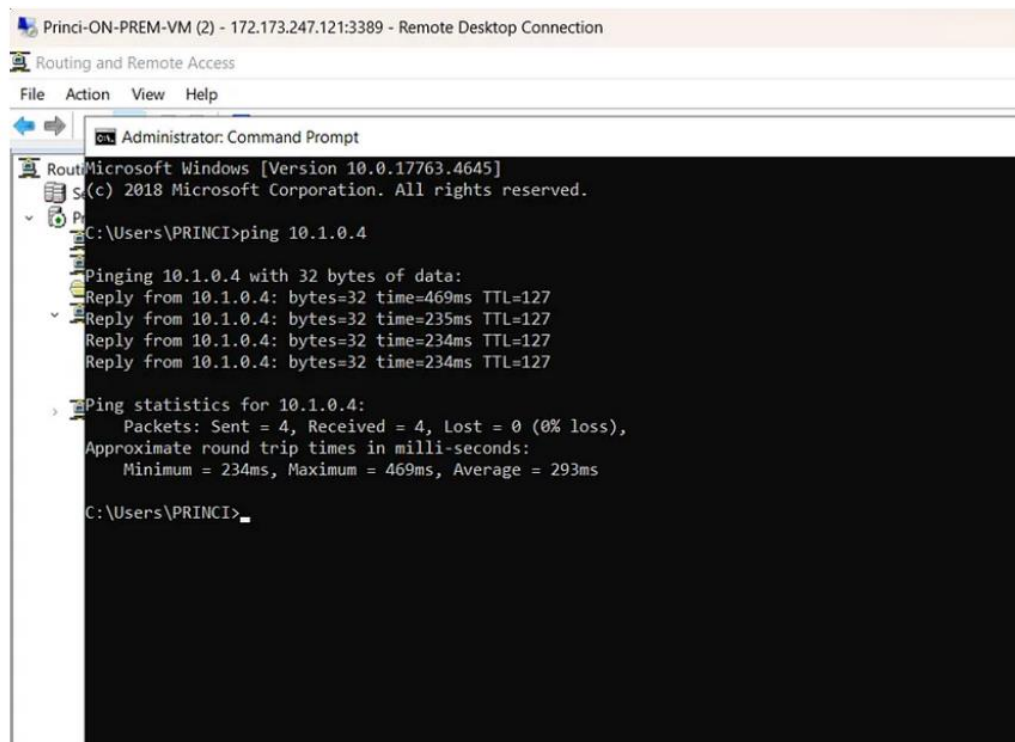 Princi-ON-PREM-VM (2) - 172.173.247.121:3389 - Remote Desktop Connection
Routing and Remote Access
File Action View Help
Administrator: Command Prompt
Microsoft Windows [Version 10.0.17763.4645]
(c) 2018 Microsoft Corporation. All rights reserved.
C:\Users\PRINCI>ping 10.1.0.4
Pinging 10.1.0.4 with 32 bytes of data:
Reply from 10.1.0.4: bytes=32 time=469ms TTL=127
Reply from 10.1.0.4: bytes=32 time=235ms TTL=127
Reply from 10.1.0.4: bytes=32 time=234ms TTL=127
Reply from 10.1.0.4: bytes=32 time=234ms TTL=127
Ping statistics for 10.1.0.4:
Packets: Sent = 4, Received = 4, Lost = 0 (0% loss),
Approximate round trip times in milli-seconds:
Minimum = 234ms, Maximum = 469ms, Average = 293ms
C:\Users\PRINCI>